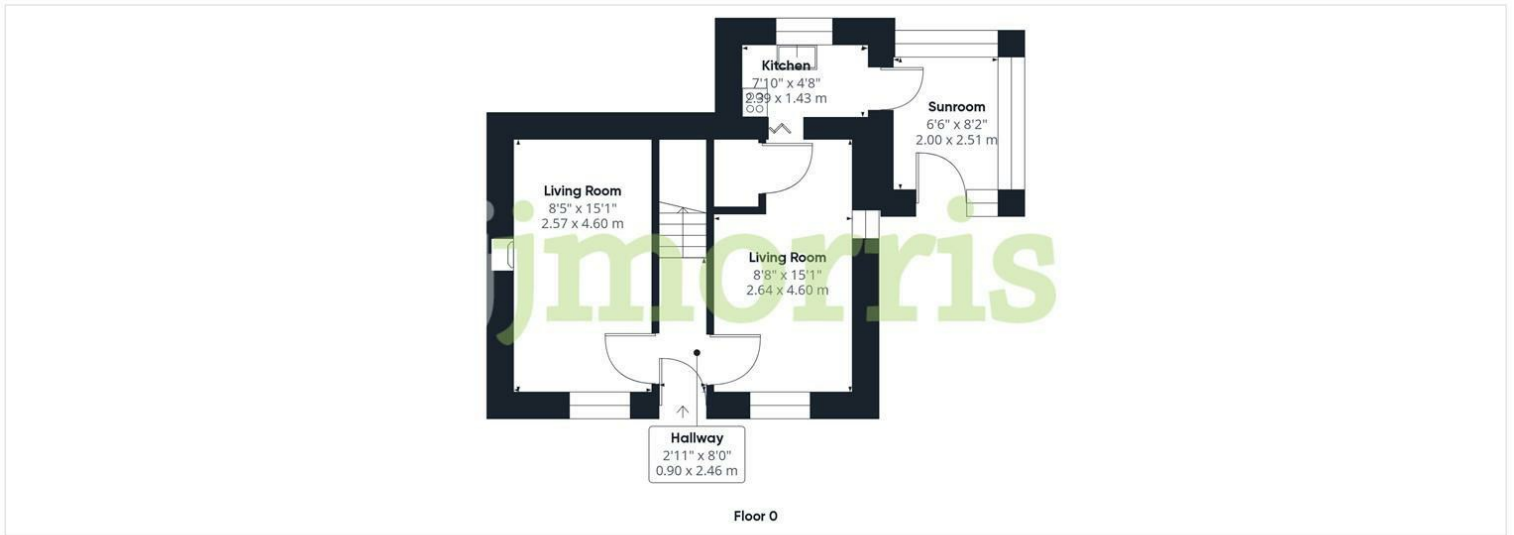 Kitchen
7'10" x 4'8"
2.39 x 1.43 m
Sunroom
6'6" x 8'2"
2.00 x 2.51 m
Living Room
8'5" x 15'1"
2.57 x 4.60 m
Living Room
8'8" x 15'1"
2.64 x 4.60 m
jjmorris
Hallway
2'11" x 8'0"
0.90 x 2.46 m
Floor 0